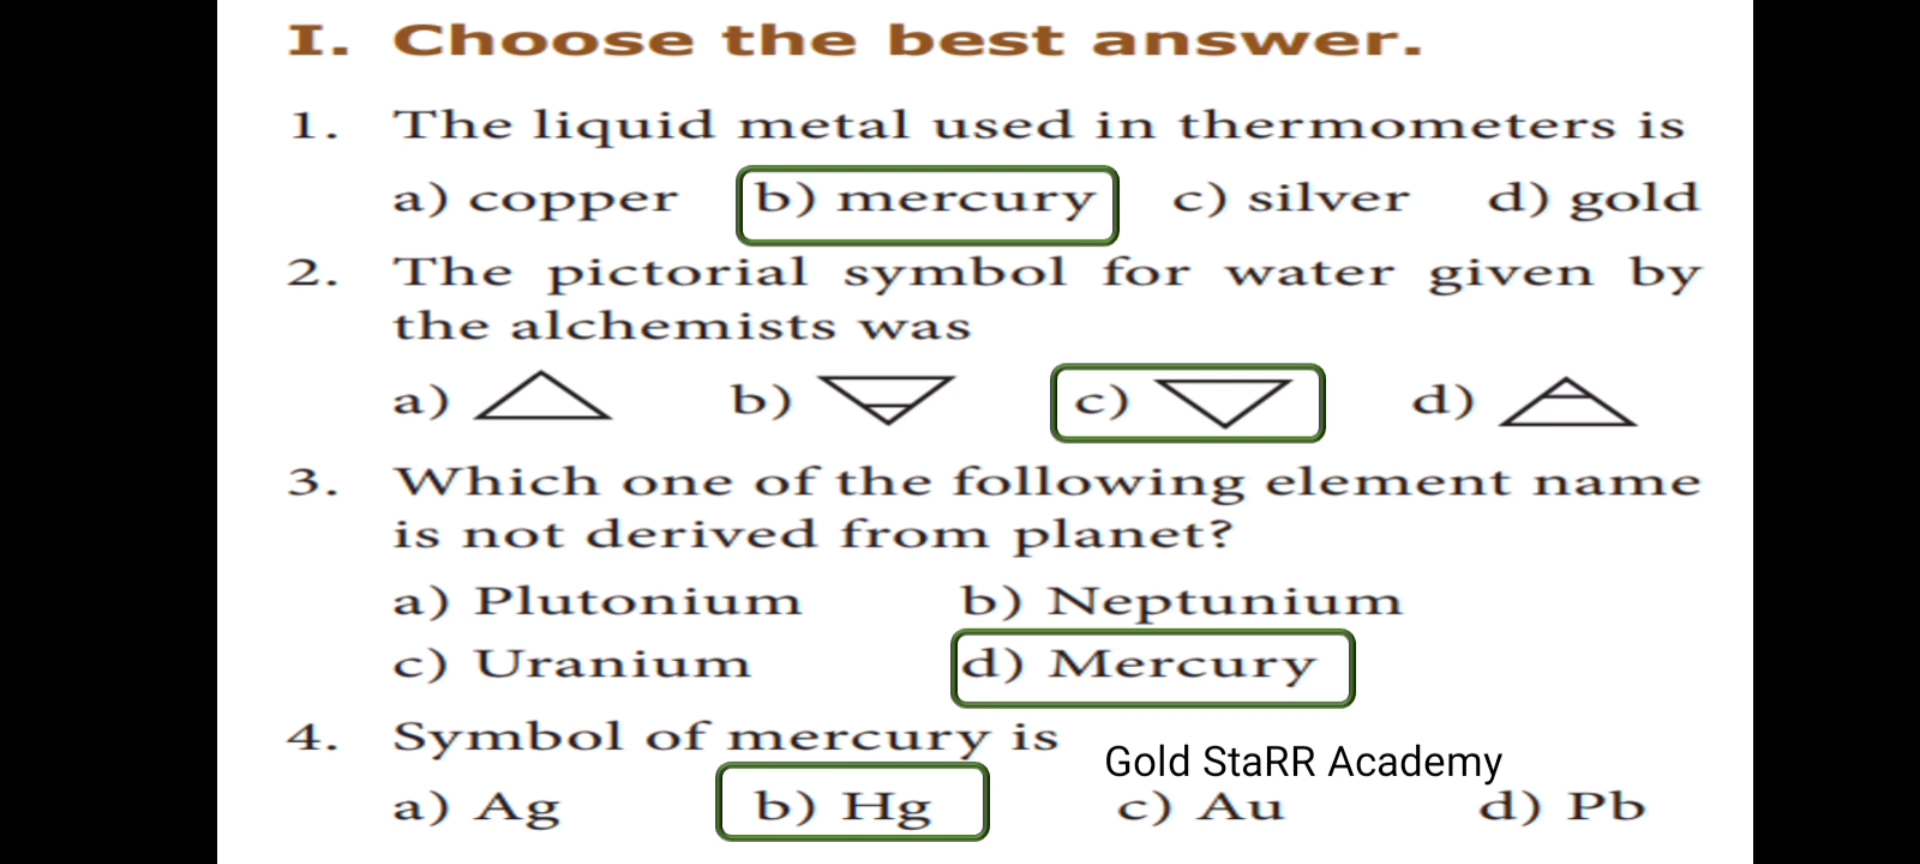 I. Choose the best answer.
1. The liquid metal used in thermometers is
a) copper b) mercury c) silver d) gold
2. The pictorial symbol for water given by
the alchemists was
a) b) c) d)
3. Which one of the following element name
is not derived from planet?
a) Plutonium b) Neptunium
c) Uranium d) Mercury
4. Symbol of mercury is
Gold StaRR Academy
a) Ag b) Hg c) Au d) Pb